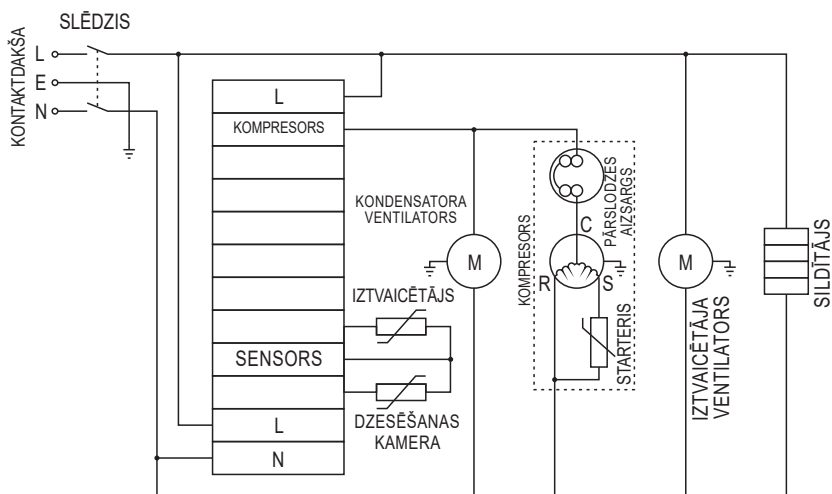 SLĒDZIS
KONTAKTDAKŠA
L
E
N
L
KOMPRESORS
KONDENSATORA
VENTILATORS
M
IZTVAICĒTĀJS
SENSORS
DZESĒŠANAS
KAMERA
L
N
KOMPRESORS
PĀRSLODZES
AIZSARGS
C
R
S
STARTERIS
M
IZTVAICĒTĀJA
VENTILATORS
SILDĪTĀJS